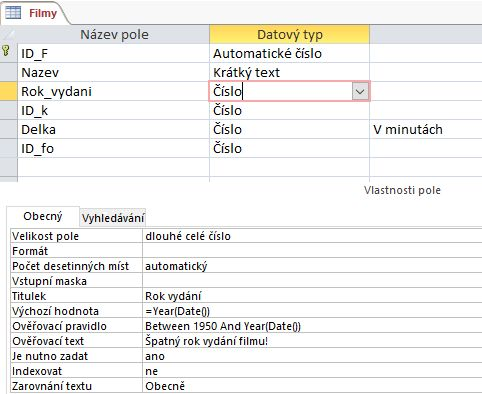 Filmy
Název pole Datový typ
ID_F Automatické číslo
Nazev Krátký text
Rok_vydani Číslo
ID_k Číslo
Delka Číslo V minutách
ID_fo Číslo
Vlastnosti pole
Obecný Vyhledávání
Velikost pole dlouhé celé číslo
Formát
Počet desetinných míst automatický
Vstupní maska
Titulek Rok vydání
Výchozí hodnota =Year(Date())
Ověřovací pravidlo Between 1950 And Year(Date())
Ověřovací text Špatný rok vydání filmu!
Je nutno zadat ano
Indexovat ne
Zarovnání textu Obecně